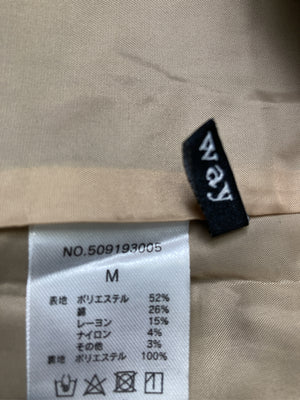 way
NO.509193005
M
表地 ポリエステル 52%
綿 26%
レーヨン 15%
ナイロン 4%
その他 3%
裏地 ポリエステル 100%